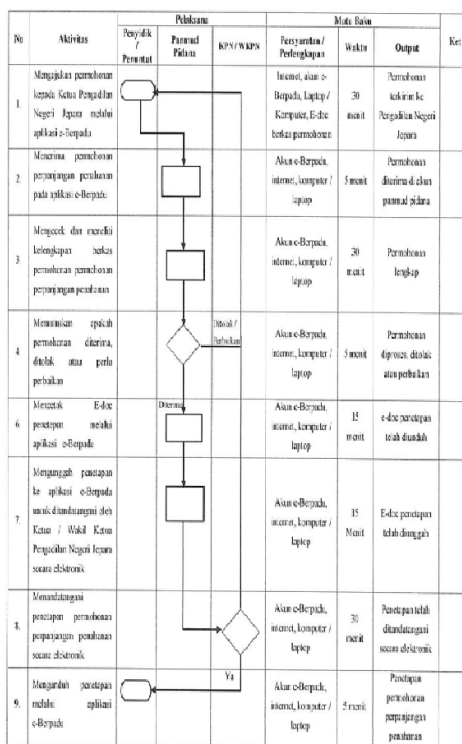 Pelaksana
Mutu Baku
No
Aktivitas
Penyidik
/
Penuntut
Panmud
Pidana
KPN / WKPN
Persyaratan /
Perlengkapan
Waktu
Output
Ket
1.
Mengajukan permohonan
kepada Ketua Pengadilan
Negeri Jepara melalui
aplikasi e-Berpadu
Internet, akun e-
Berpadu, Laptop /
Komputer, E-doc
berkas permohonan
30
menit
Permohonan
terkirim ke
Pengadilan Negeri
Jepara
2.
Menerima permohonan
perpanjangan penahanan
pada aplikasi e-Berpadu
Akun e-Berpadu,
internet, komputer /
laptop
5 menit
Permohonan
diterima di akun
panmud pidana
3.
Mengecek dan meneliti
kelengkapan berkas
permohonan permohonan
perpanjangan penahanan
Akun e-Berpadu,
internet, komputer /
laptop
30
menit
Permohonan
lengkap
4
Memutuskan apakah
permohonan diterima,
ditolak atau perlu
perbaikan
Ditolak /
Perbaikan
Akun e-Berpadu,
internet, komputer /
laptop
5 menit
Permohonan
diproses, ditolak
atau perbaikan
6.
Mencetak E-doc
penetapan melalui
aplikasi e-Berpadu
Diterima
Akun e-Berpadu,
internet, komputer /
laptop
15
menit
e-doc penetapan
telah diunduh
7.
Mengunggah penetapan
ke aplikasi e-Berpadu
untuk ditandatangani oleh
Ketua / Wakil Ketua
Pengadilan Negeri Jepara
secara elektronik
Akun e-Berpadu,
internet, komputer /
laptop
15
Menit
E-doc penetapan
telah diunggah
8.
Menandatangani
penetapan permohonan
perpanjangan penahanan
secara elektronik
Akun e-Berpadu,
internet, komputer /
laptop
30
menit
Penetapan telah
ditandatangani
secara elektronik
Ya
9.
Mengunduh penetapan
melalui aplikasi
e-Berpadu
Akun e-Berpadu,
internet, komputer /
laptop
5 menit
Penetapan
permohonan
perpanjangan
penahanan